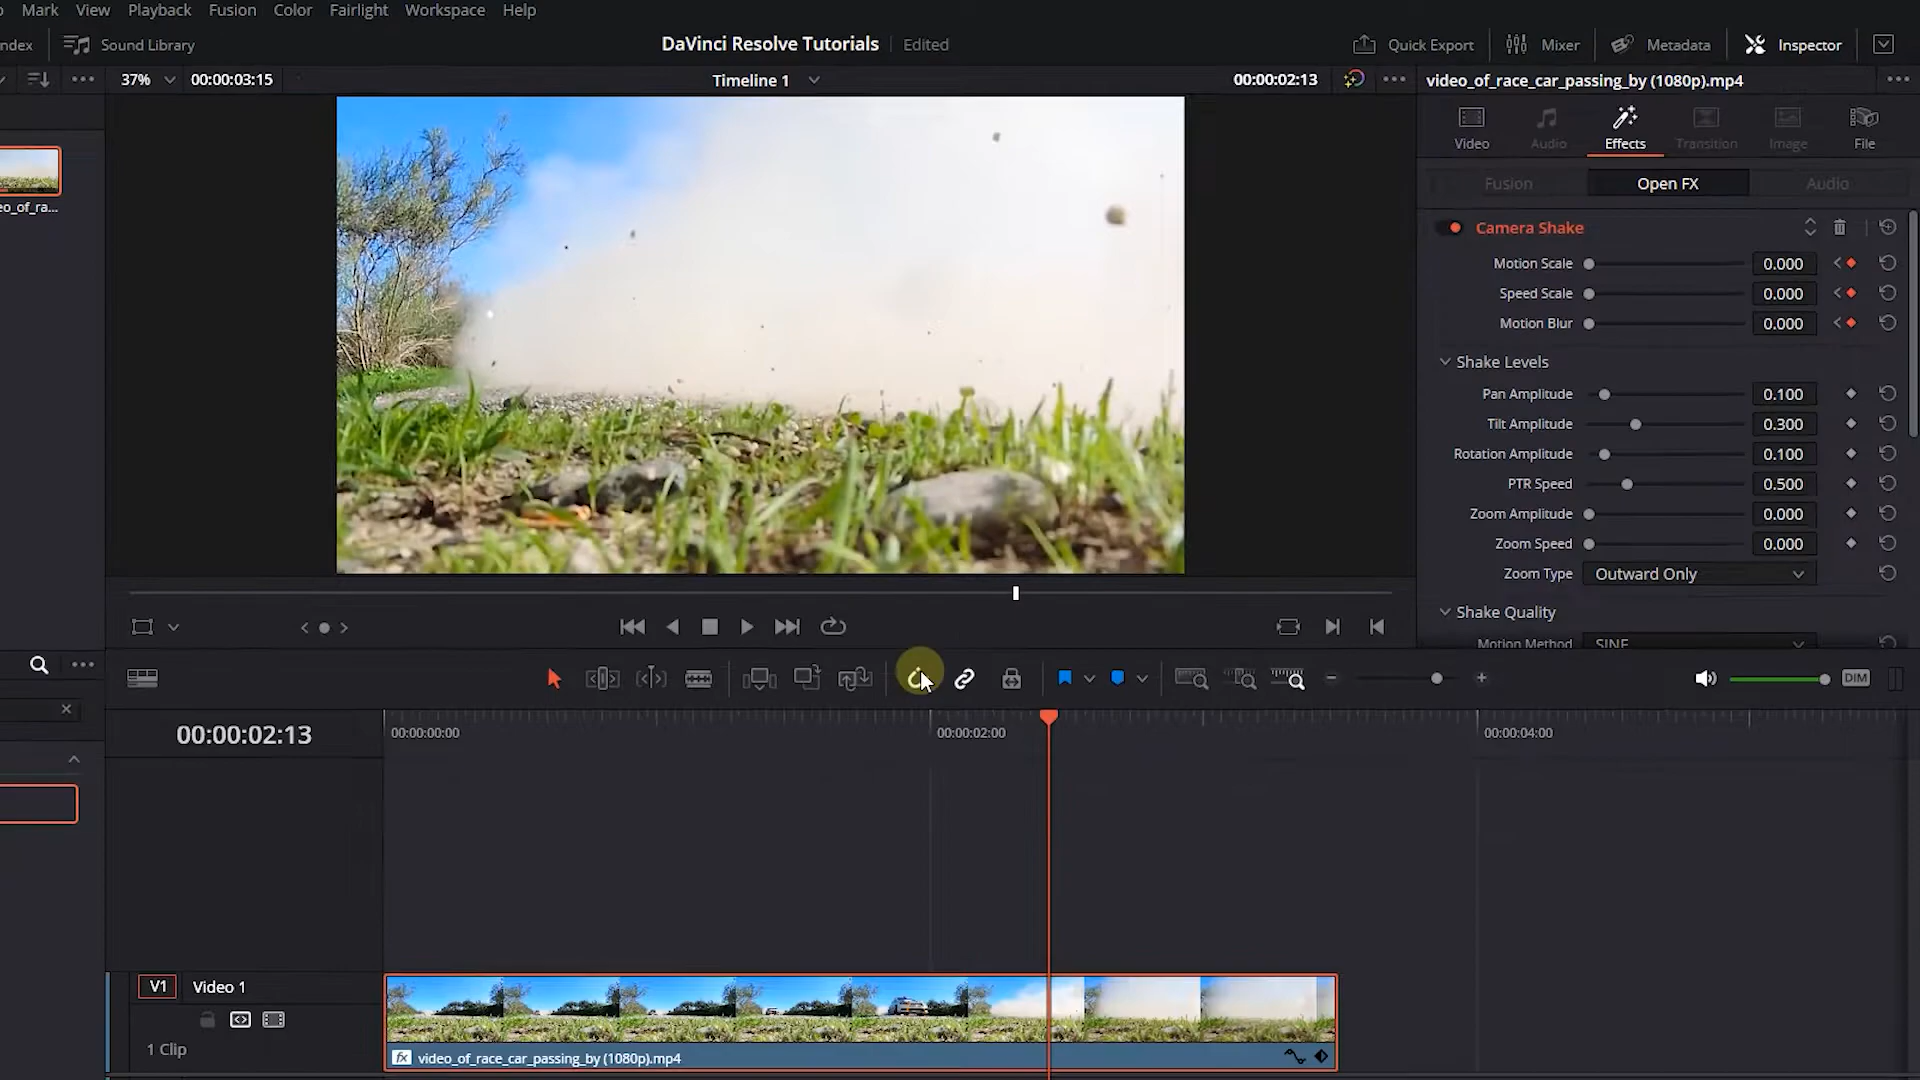 Mark View Playback Fusion Color Fairlight Workspace Help
ndex Sound Library DaVinci Resolve Tutorials Edited Quick Export Mixer Metadata Inspector
37% 00:00:03:15 Timeline 1 00:00:02:13 video_of_race_car_passing_by (1080p).mp4
Video Audio Effects Transition Image File
Fusion Open FX Audio
eo_of_ra...
Camera Shake
Motion Scale 0.000
Speed Scale 0.000
Motion Blur 0.000
Shake Levels
Pan Amplitude 0.100
Tilt Amplitude 0.300
Rotation Amplitude 0.100
PTR Speed 0.500
Zoom Amplitude 0.000
Zoom Speed 0.000
Zoom Type Outward Only
Shake Quality
Motion Method SINE
DIM
00:00:02:13 00:00:00:00 00:00:02:00 00:00:04:00
V1 Video 1
1 Clip
fx video_of_race_car_passing_by (1080p).mp4